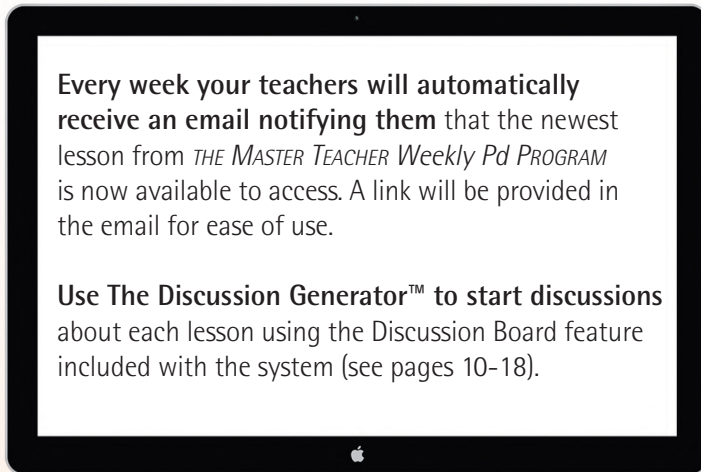 Every week your teachers will automatically
receive an email notifying them that the newest
lesson from THE MASTER TEACHER Weekly Pd PROGRAM
is now available to access. A link will be provided in
the email for ease of use.
Use The Discussion Generator™ to start discussions
about each lesson using the Discussion Board feature
included with the system (see pages 10-18).